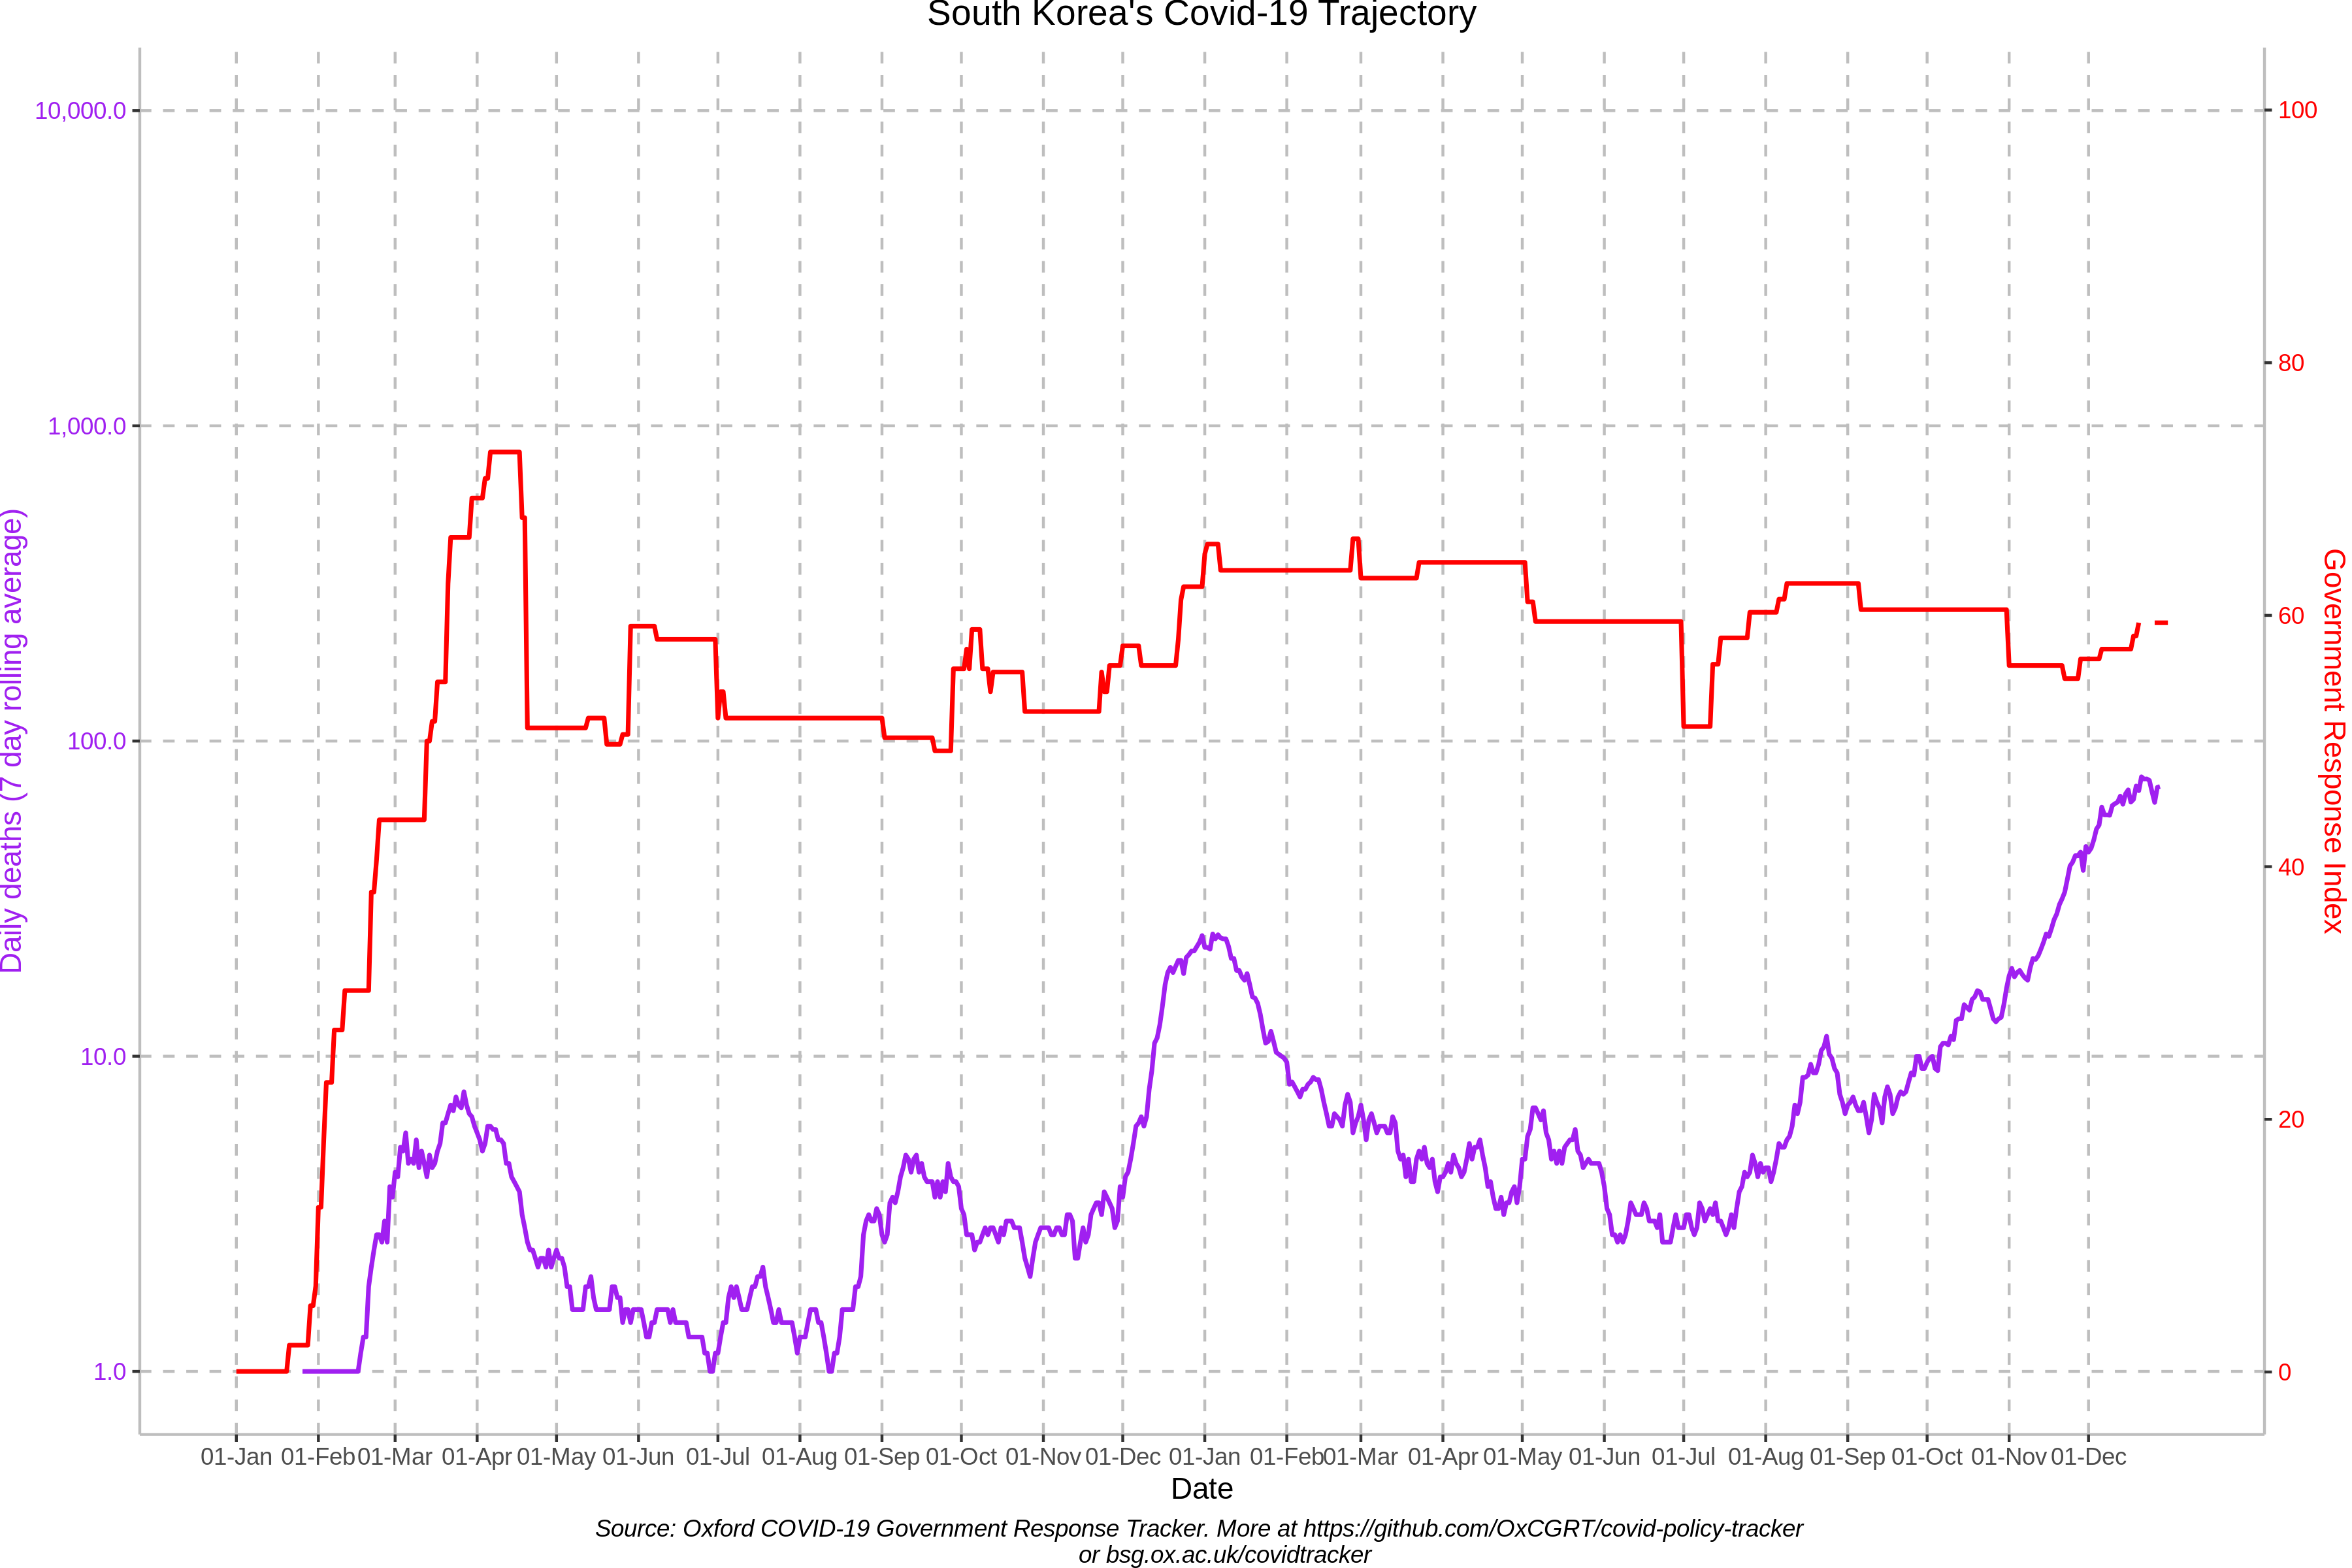 South Korea's Covid-19 Trajectory
10,000.0
1,000.0
100.0
10.0
1.0
Daily deaths (7 day rolling average)
100
80
60
40
20
0
Government Response Index
01-Jan 01-Feb 01-Mar 01-Apr 01-May 01-Jun 01-Jul 01-Aug 01-Sep 01-Oct 01-Nov 01-Dec 01-Jan 01-Feb 01-Mar 01-Apr 01-May 01-Jun 01-Jul 01-Aug 01-Sep 01-Oct 01-Nov 01-Dec
Date
Source: Oxford COVID-19 Government Response Tracker. More at https://github.com/OxCGRT/covid-policy-tracker
or bsg.ox.ac.uk/covidtracker